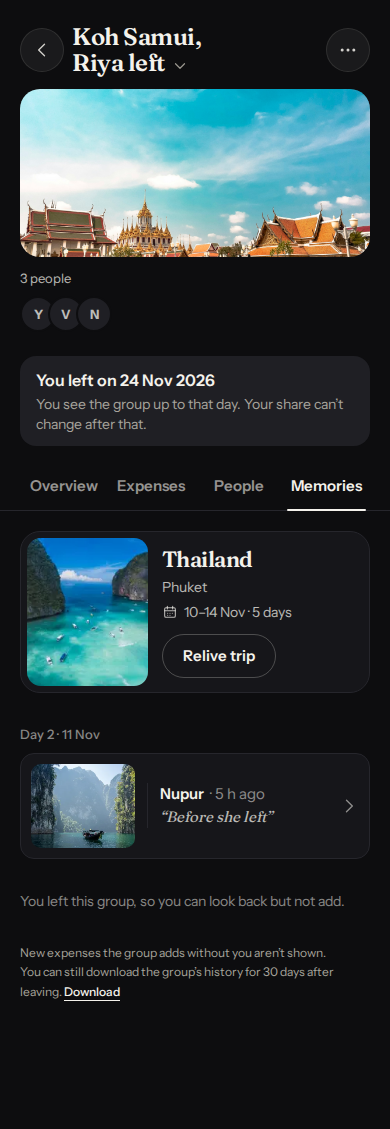 Koh Samui,
Riya left
3 people
Y V N
You left on 24 Nov 2026
You see the group up to that day. Your share can’t
change after that.
Overview Expenses People Memories
Thailand
Phuket
10–14 Nov · 5 days
Relive trip
Day 2 · 11 Nov
Nupur · 5 h ago
“Before she left”
You left this group, so you can look back but not add.
New expenses the group adds without you aren’t shown.
You can still download the group’s history for 30 days after
leaving. Download